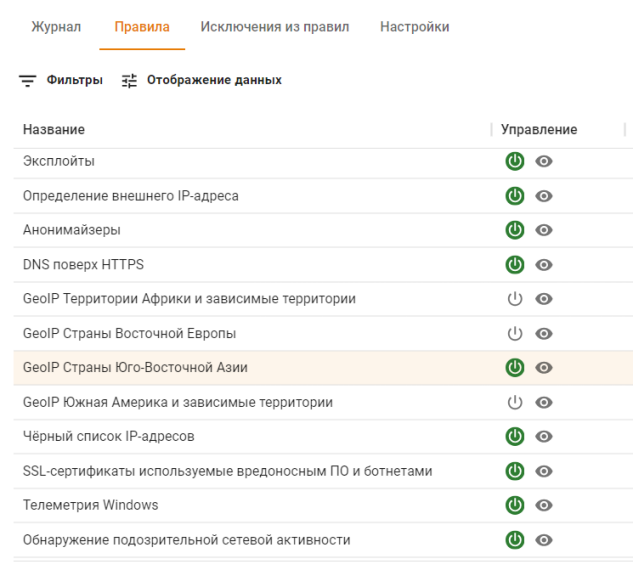 Журнал Правила Исключения из правил Настройки
Фильтры Отображение данных
Название Управление
Эксплойты
Определение внешнего IP-адреса
Анонимайзеры
DNS поверх HTTPS
GeoIP Территории Африки и зависимые территории
GeoIP Страны Восточной Европы
GeoIP Страны Юго-Восточной Азии
GeoIP Южная Америка и зависимые территории
Чёрный список IP-адресов
SSL-сертификаты используемые вредоносным ПО и ботнетами
Телеметрия Windows
Обнаружение подозрительной сетевой активности